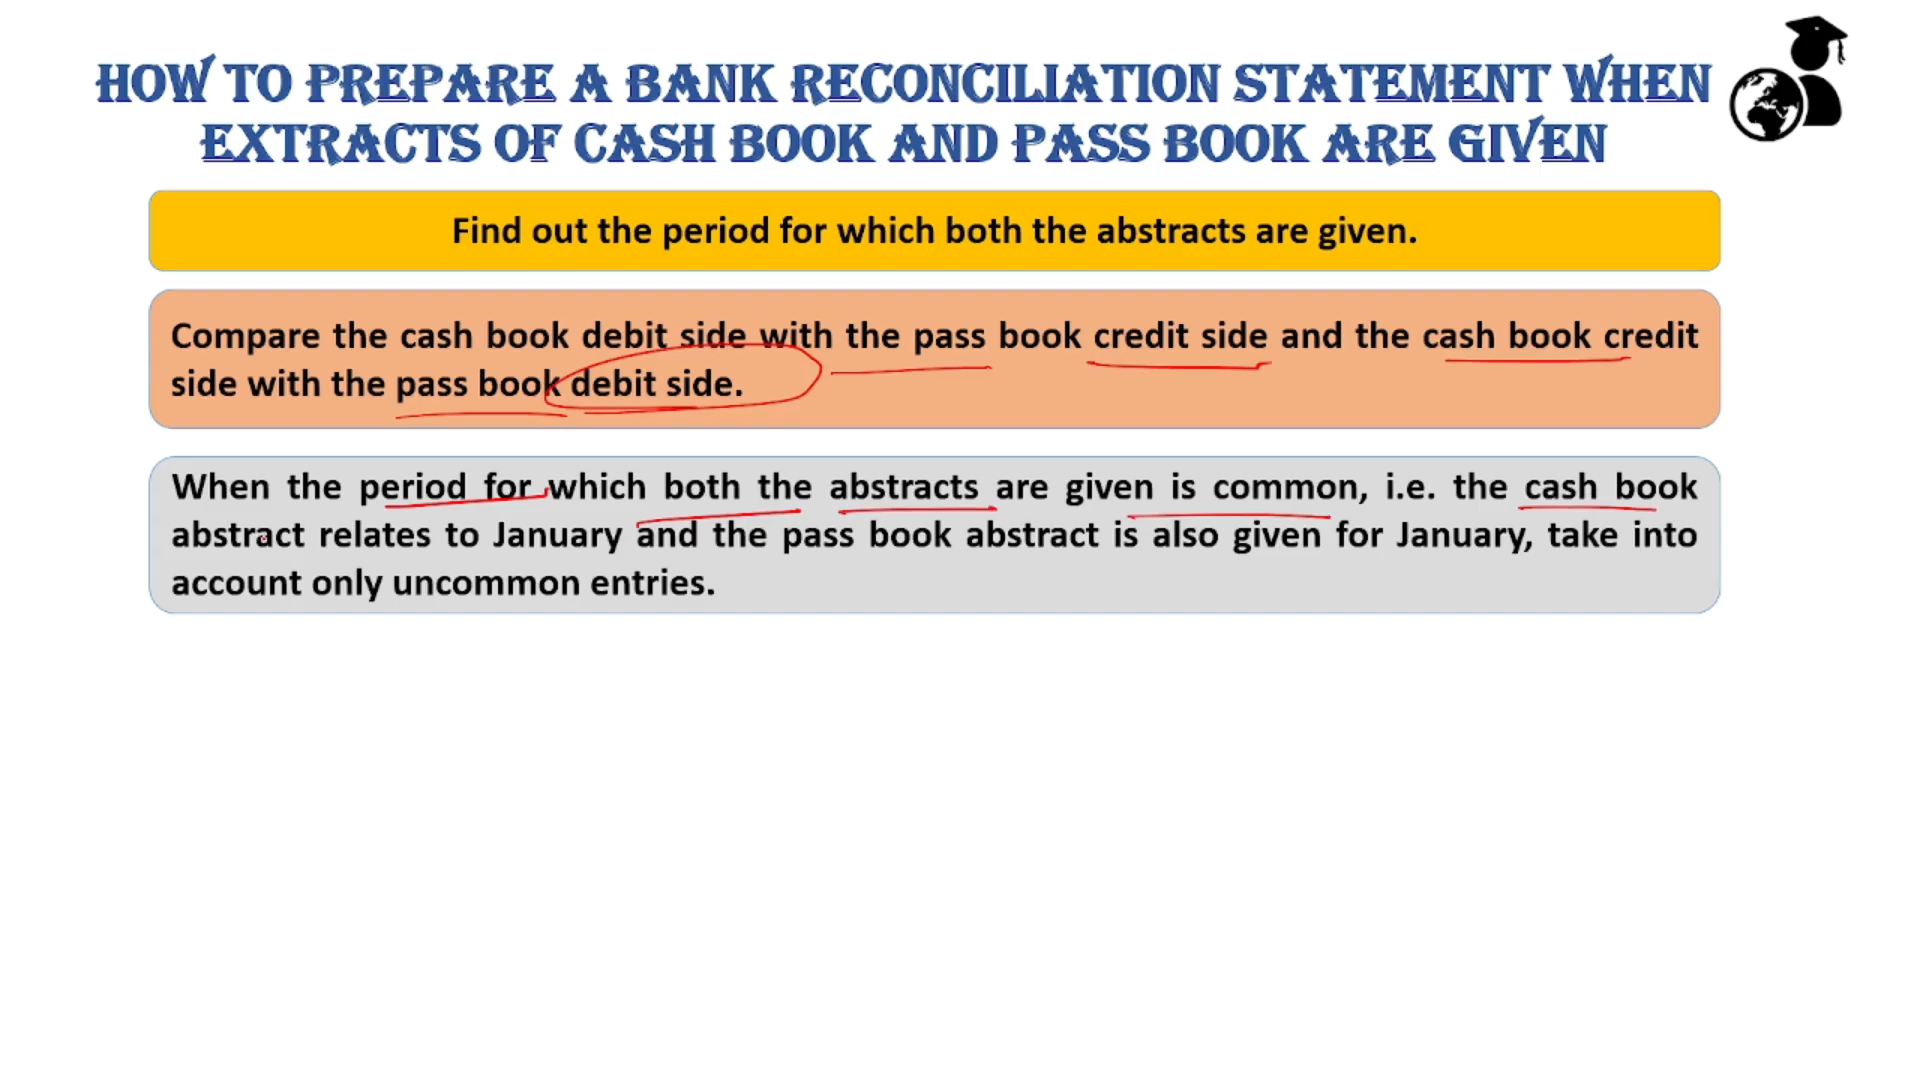 HOW TO PREPARE A BANK RECONCILIATION STATEMENT WHEN
EXTRACTS OF CASH BOOK AND PASS BOOK ARE GIVEN
Find out the period for which both the abstracts are given.
Compare the cash book debit side with the pass book credit side and the cash book credit
side with the pass book debit side.
When the period for which both the abstracts are given is common, i.e. the cash book
abstract relates to January and the pass book abstract is also given for January, take into
account only uncommon entries.